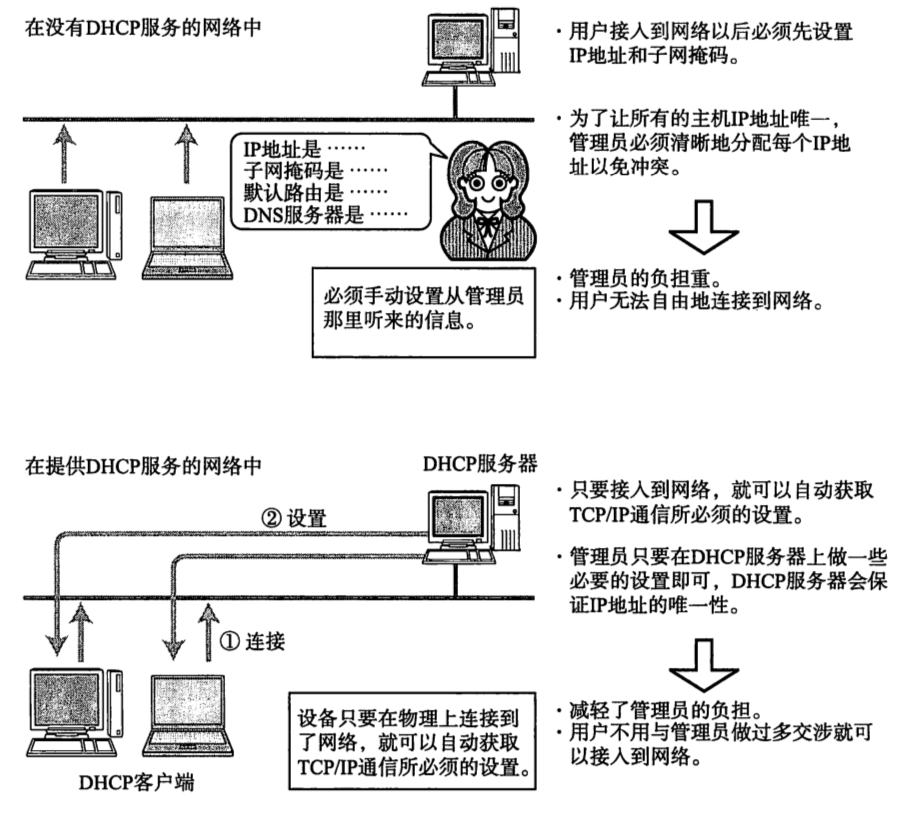 在没有DHCP服务的网络中
· 用户接入到网络以后必须先设置
IP地址和子网掩码。
· 为了让所有的主机IP地址唯一，
管理员必须清晰地分配每个IP地
址以免冲突。
IP地址是 ……
子网掩码是 ……
默认路由是 ……
DNS服务器是 ……
必须手动设置从管理员
那里听来的信息。
· 管理员的负担重。
· 用户无法自由地连接到网络。
在提供DHCP服务的网络中
DHCP服务器
② 设置
① 连接
DHCP客户端
设备只要在物理上连接到
了网络，就可以自动获取
TCP/IP通信所必须的设置。
· 只要接入到网络，就可以自动获取
TCP/IP通信所必须的设置。
· 管理员只要在DHCP服务器上做一些
必要的设置即可，DHCP服务器会保
证IP地址的唯一性。
· 减轻了管理员的负担.
· 用户不用与管理员做过多交涉就可
以接入到网络。